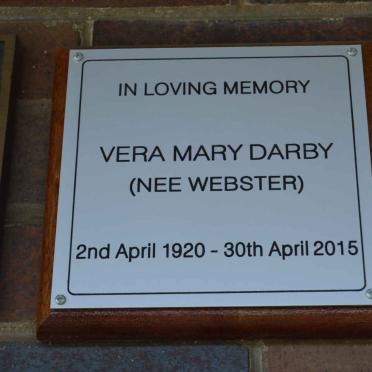 IN LOVING MEMORY
VERA MARY DARBY
(NEE WEBSTER)
2nd April 1920 - 30th April 2015